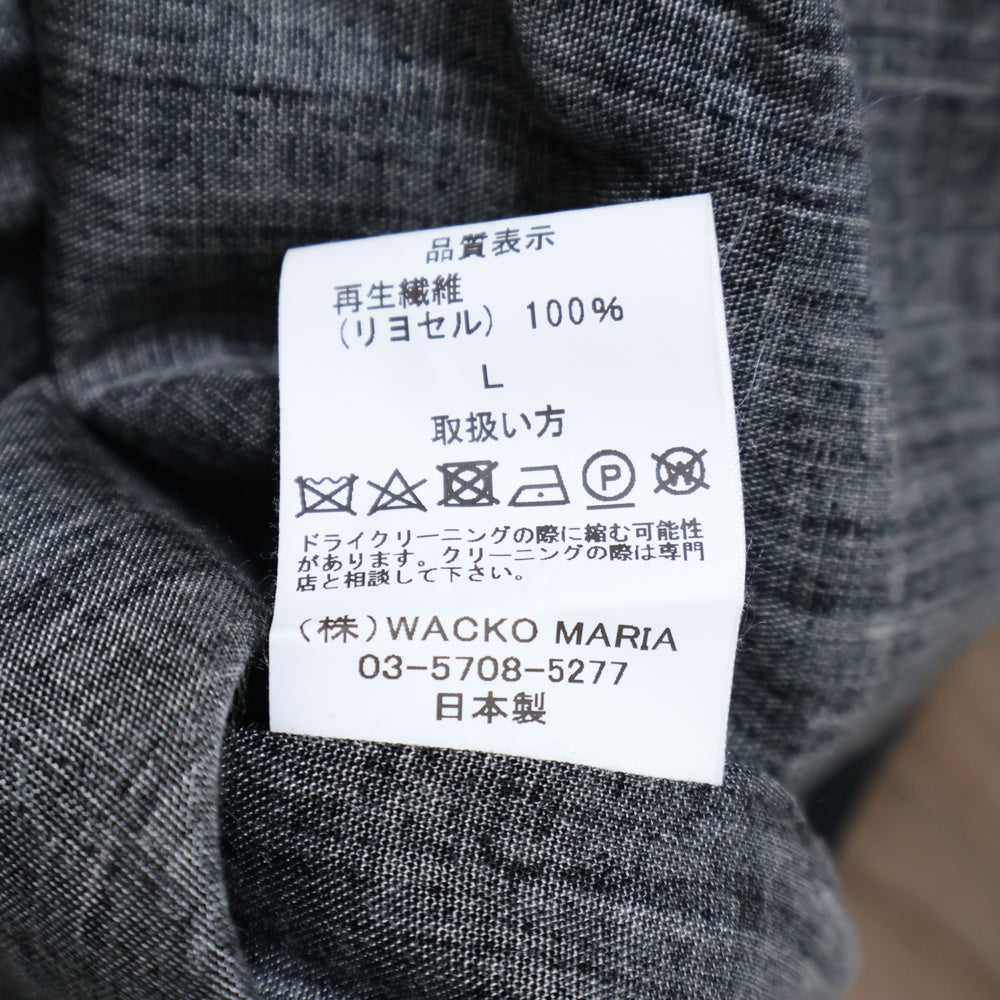 品質表示
再生繊維
(リヨセル) 100%
L
取扱い方
P W
ドライクリーニングの際に縮む可能性
があります。クリーニングの際は専門
店と相談して下さい。
(株)WACKO MARIA
03-5708-5277
日本製